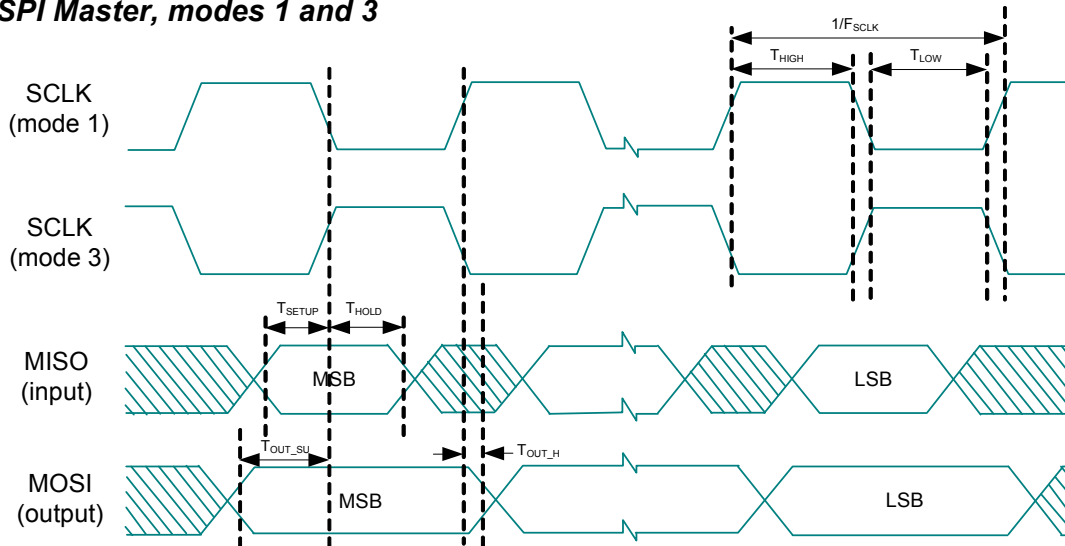 SPI Master, modes 1 and 3
1/FSCLK
THIGH
TLOW
SCLK
(mode 1)
SCLK
(mode 3)
TSETUP
THOLD
MISO
(input)
MSB
LSB
TOUT_SU
TOUT_H
MOSI
(output)
MSB
LSB